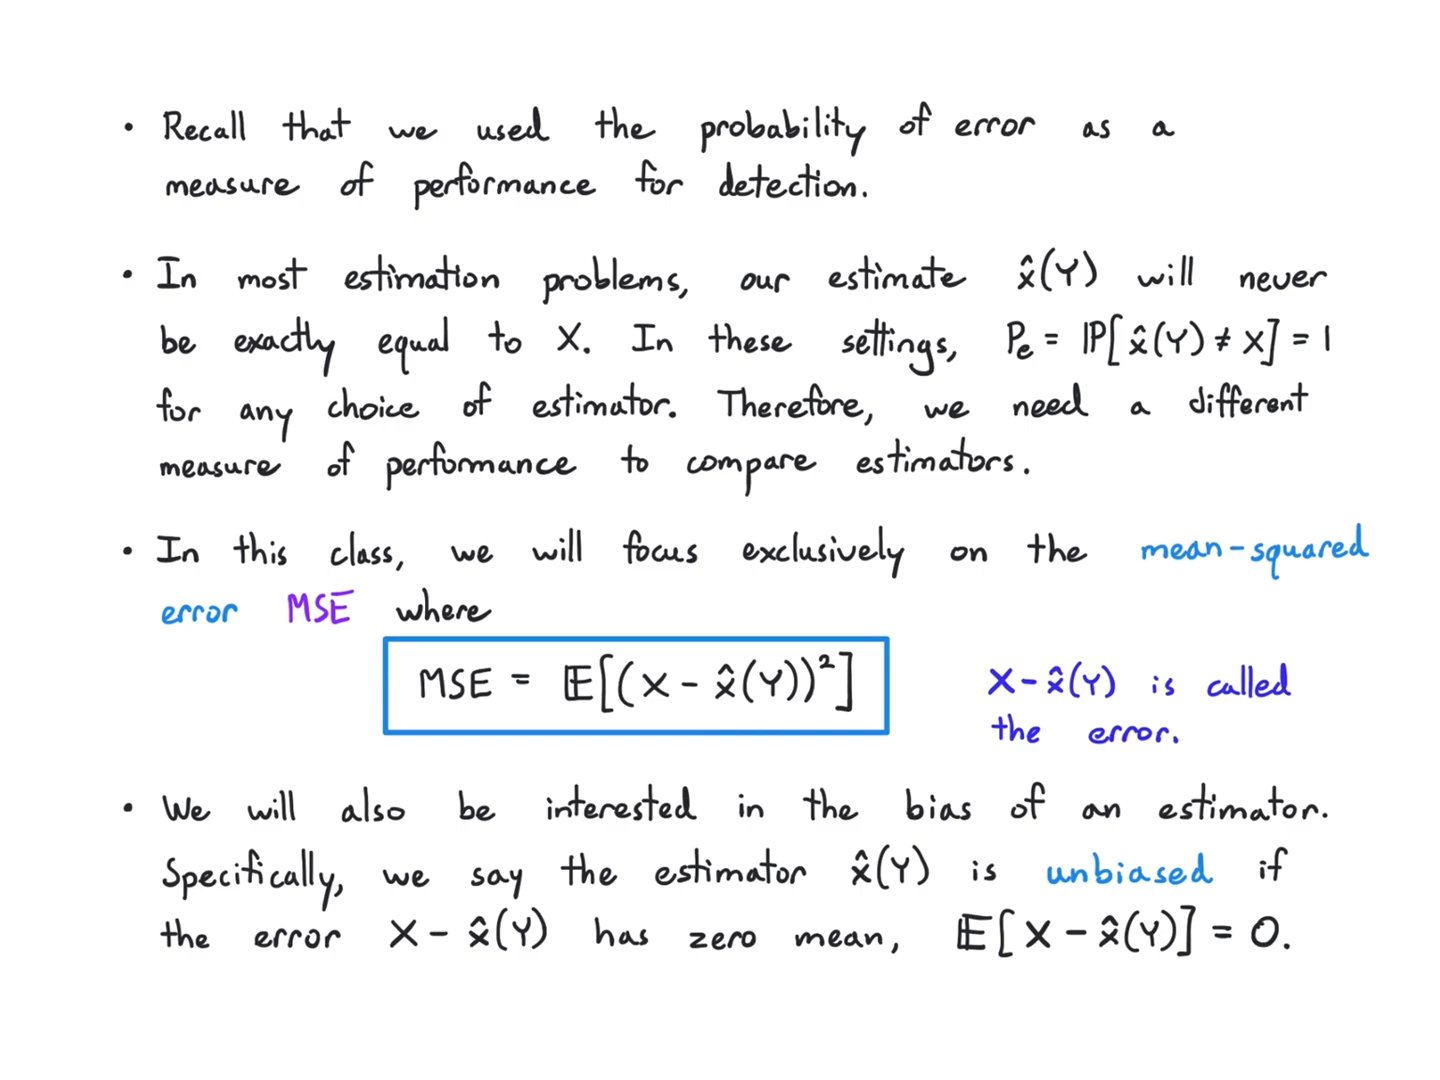 • Recall that we used the probability of error as a
measure of performance for detection.
• In most estimation problems, our estimate x̂(Y) will never
be exactly equal to X. In these settings, Pₑ = ℙ[x̂(Y) ≠ X] = 1
for any choice of estimator. Therefore, we need a different
measure of performance to compare estimators.
• In this class, we will focus exclusively on the mean-squared
error MSE where
MSE = 𝔼[(X - x̂(Y))²]
X - x̂(Y) is called
the error.
• We will also be interested in the bias of an estimator.
Specifically, we say the estimator x̂(Y) is unbiased if
the error X - x̂(Y) has zero mean, 𝔼[X - x̂(Y)] = 0.